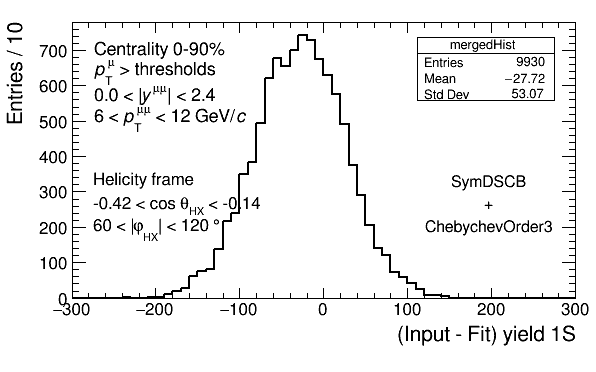 Entries / 10
700
600
500
400
300
200
100
0
Centrality 0-90%
p_T^μ > thresholds
0.0 < |y^μμ| < 2.4
6 < p_T^μμ < 12 GeV/c
Helicity frame
-0.42 < cos θ_HX < -0.14
60 < |φ_HX| < 120 °
mergedHist
Entries 9930
Mean −27.72
Std Dev 53.07
SymDSCB
+
ChebychevOrder3
−300 −200 −100 0 100 200 300
(Input - Fit) yield 1S